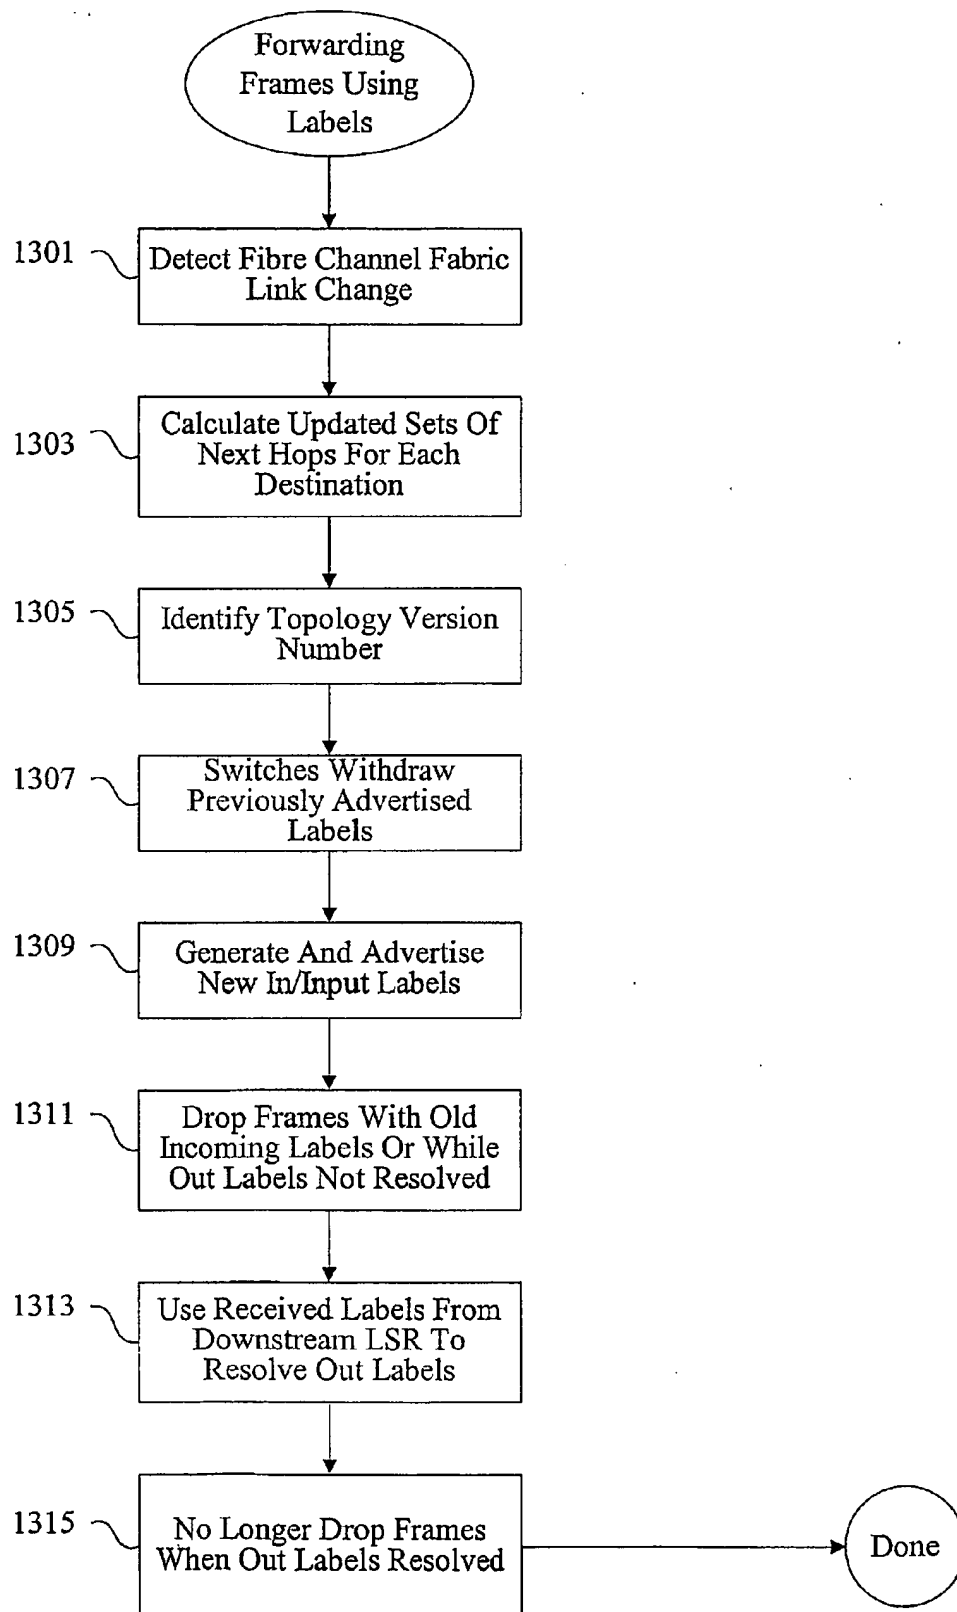 Forwarding
Frames Using
Labels
1301
Detect Fibre Channel Fabric
Link Change
1303
Calculate Updated Sets Of
Next Hops For Each
Destination
1305
Identify Topology Version
Number
1307
Switches Withdraw
Previously Advertised
Labels
1309
Generate And Advertise
New In/Input Labels
1311
Drop Frames With Old
Incoming Labels Or While
Out Labels Not Resolved
1313
Use Received Labels From
Downstream LSR To
Resolve Out Labels
1315
No Longer Drop Frames
When Out Labels Resolved
Done